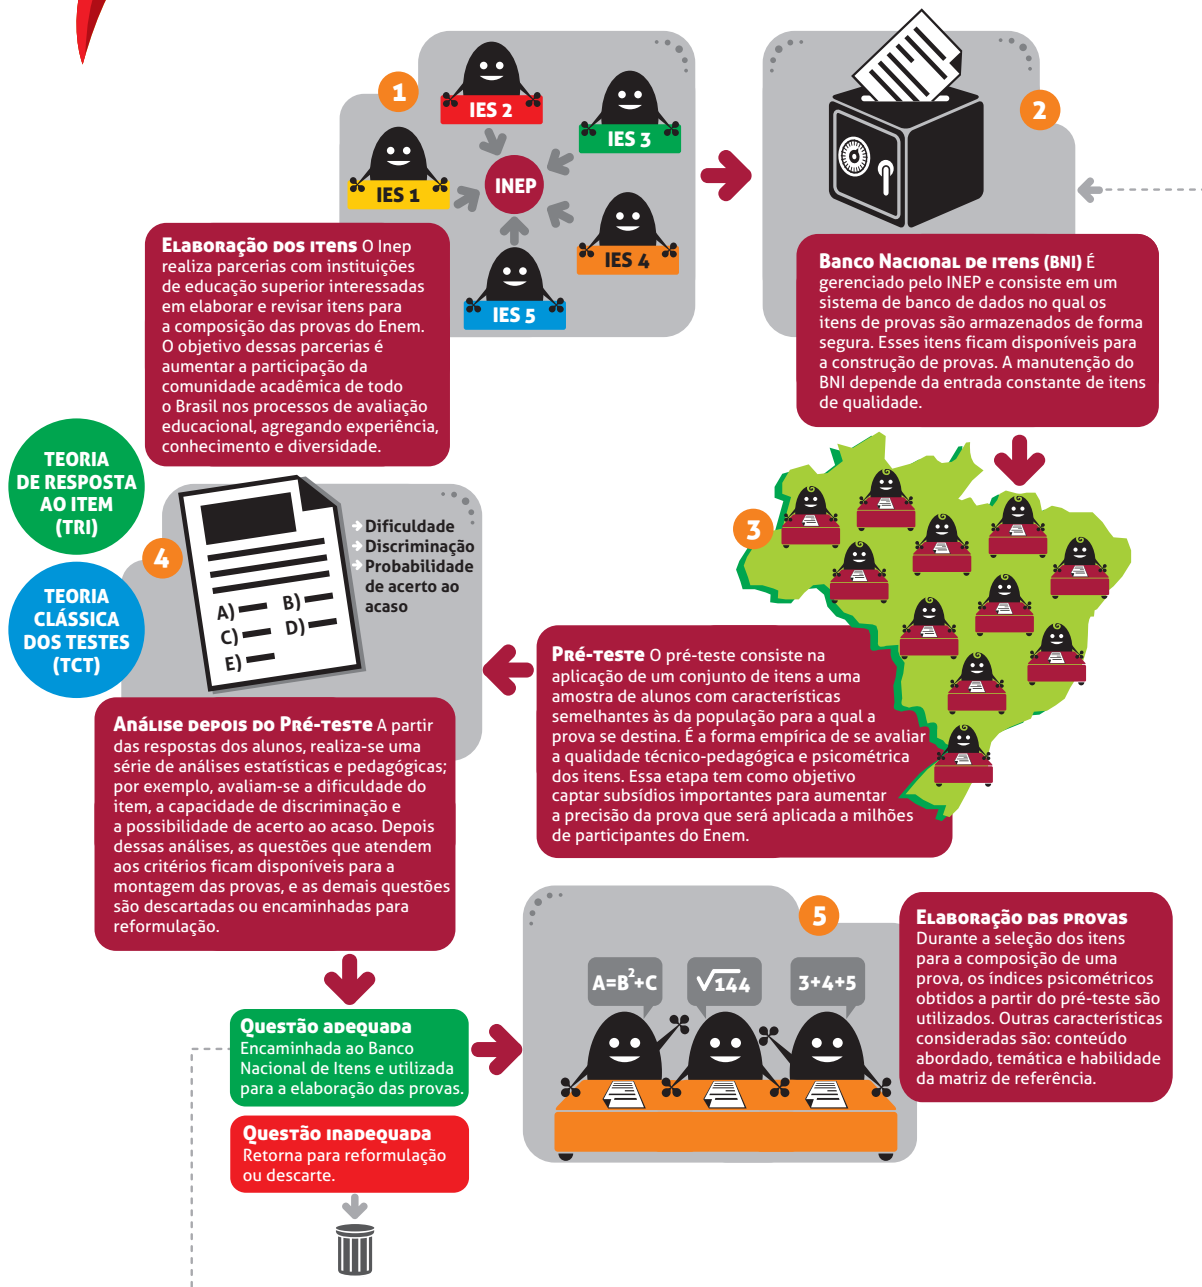 1
IES 2
IES 3
IES 1
INEP
IES 4
IES 5
Elaboração dos itens O Inep
realiza parcerias com instituições
de educação superior interessadas
em elaborar e revisar itens para
a composição das provas do Enem.
O objetivo dessas parcerias é
aumentar a participação da
comunidade acadêmica de todo
o Brasil nos processos de avaliação
educacional, agregando experiência,
conhecimento e diversidade.
2
Banco Nacional de itens (BNI) É
gerenciado pelo INEP e consiste em um
sistema de banco de dados no qual os
itens de provas são armazenados de forma
segura. Esses itens ficam disponíveis para
a construção de provas. A manutenção do
BNI depende da entrada constante de itens
de qualidade.
3
Pré-teste O pré-teste consiste na
aplicação de um conjunto de itens a uma
amostra de alunos com características
semelhantes às da população para a qual a
prova se destina. É a forma empírica de se avaliar
a qualidade técnico-pedagógica e psicométrica
dos itens. Essa etapa tem como objetivo
captar subsídios importantes para aumentar
a precisão da prova que será aplicada a milhões
de participantes do Enem.
TEORIA
DE RESPOSTA
AO ITEM
(TRI)
TEORIA
CLÁSSICA
DOS TESTES
(TCT)
4
A) B)
C) D)
E)
Dificuldade
Discriminação
Probabilidade
de acerto ao
acaso
Análise depois do Pré-teste A partir
das respostas dos alunos, realiza-se uma
série de análises estatísticas e pedagógicas;
por exemplo, avaliam-se a dificuldade do
item, a capacidade de discriminação e
a possibilidade de acerto ao acaso. Depois
dessas análises, as questões que atendem
aos critérios ficam disponíveis para a
montagem das provas, e as demais questões
são descartadas ou encaminhadas para
reformulação.
Questão adequada
Encaminhada ao Banco
Nacional de Itens e utilizada
para a elaboração das provas.
Questão inadequada
Retorna para reformulação
ou descarte.
5
A=B²+C
√144
3+4+5
Elaboração das provas
Durante a seleção dos itens
para a composição de uma
prova, os índices psicométricos
obtidos a partir do pré-teste são
utilizados. Outras características
consideradas são: conteúdo
abordado, temática e habilidade
da matriz de referência.